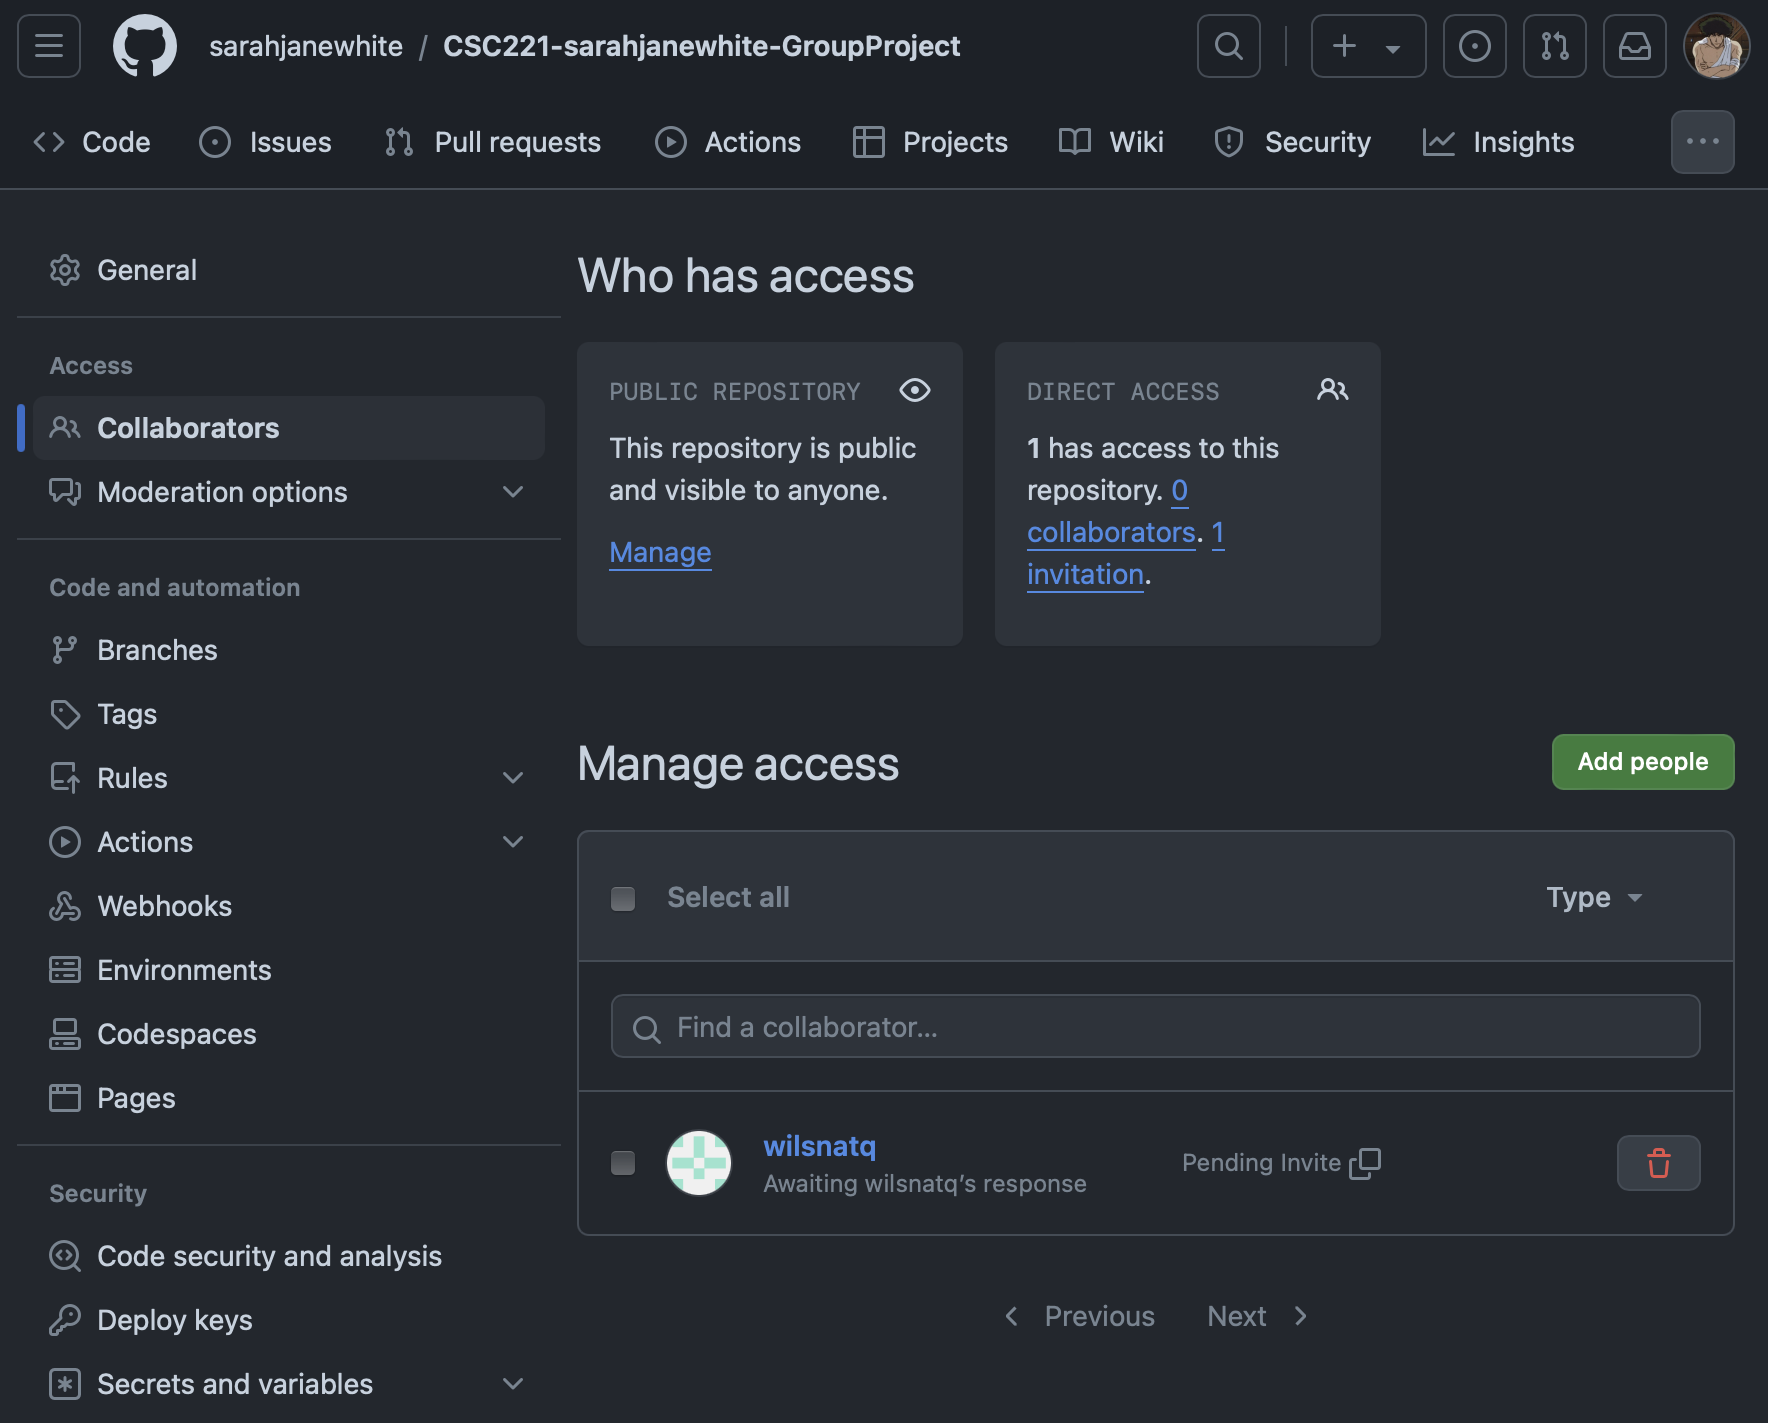 sarahjanewhite / CSC221-sarahjanewhite-GroupProject
Code Issues Pull requests Actions Projects Wiki Security Insights
General
Access
Collaborators
Moderation options
Code and automation
Branches
Tags
Rules
Actions
Webhooks
Environments
Codespaces
Pages
Security
Code security and analysis
Deploy keys
Secrets and variables
Who has access
PUBLIC REPOSITORY
This repository is public
and visible to anyone.
Manage
DIRECT ACCESS
1 has access to this
repository. 0
collaborators. 1
invitation.
Manage access
Add people
Select all
Type
Find a collaborator...
wilsnatq
Awaiting wilsnatq's response
Pending Invite
Previous Next